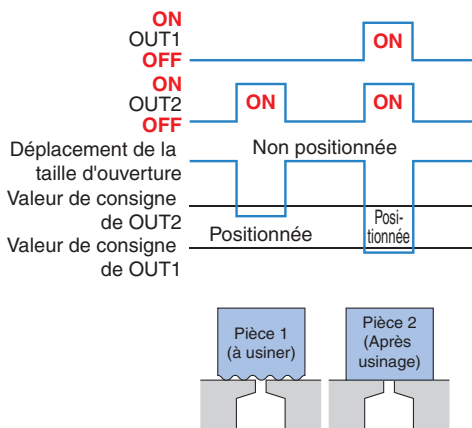 ON
OUT1
OFF
ON
ON
OUT2
OFF
ON
ON
Déplacement de la
taille d'ouverture
Non positionnée
Valeur de consigne
de OUT2
Positionnée
Posi-
tionnée
Valeur de consigne
de OUT1
Pièce 1
(à usiner)
Pièce 2
(Après
usinage)